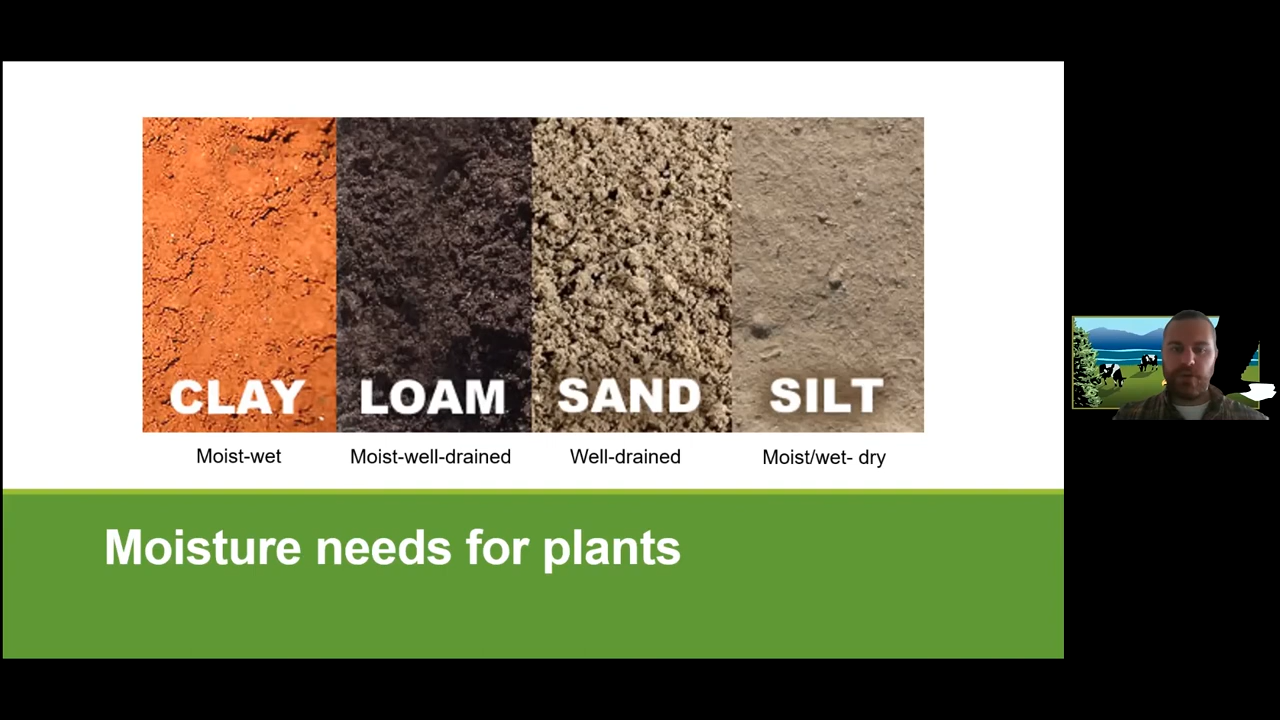 CLAY LOAM SAND SILT
Moist-wet Moist-well-drained Well-drained Moist/wet- dry
Moisture needs for plants